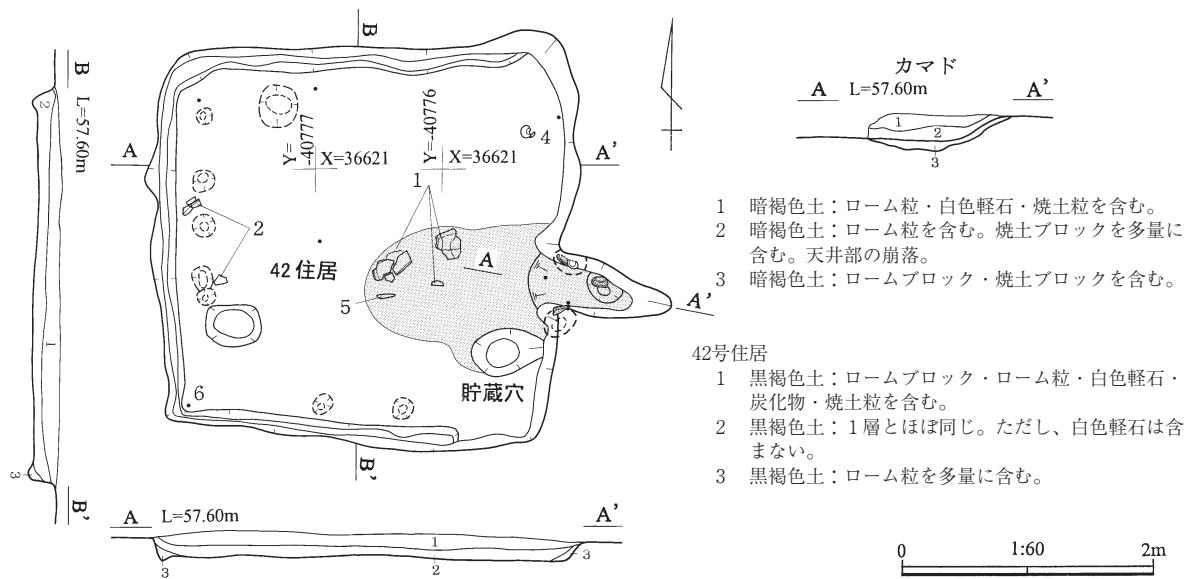 B
A
A'
B
B'
L=57.60m
2
1
3
Y=
-40777
X=36621
Y=-40776
X=36621
4
1
2
42住居
A
A'
5
貯蔵穴
6
B'
A
L=57.60m
A'
1
2
3
3
カマド
A
L=57.60m
A'
1
2
3
1 暗褐色土：ローム粒・白色軽石・焼土粒を含む。
2 暗褐色土：ローム粒を含む。焼土ブロックを多量に
含む。天井部の崩落。
3 暗褐色土：ロームブロック・焼土ブロックを含む。
42号住居
1 黒褐色土：ロームブロック・ローム粒・白色軽石・
炭化物・焼土粒を含む。
2 黒褐色土：１層とほぼ同じ。ただし、白色軽石は含
まない。
3 黒褐色土：ローム粒を多量に含む。
0
1:60
2m